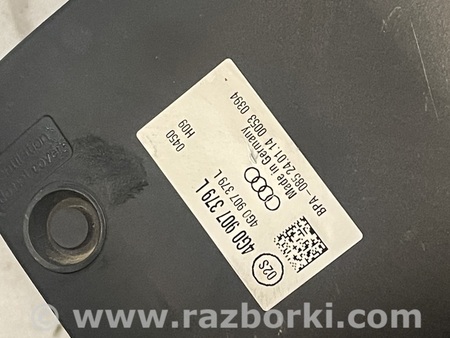 02S
4G0 907 379 L
4G0 907 379 L
Made in Germany
BPA - 085 24.01.14 0053 0394
0450
H09
www.razborki.com